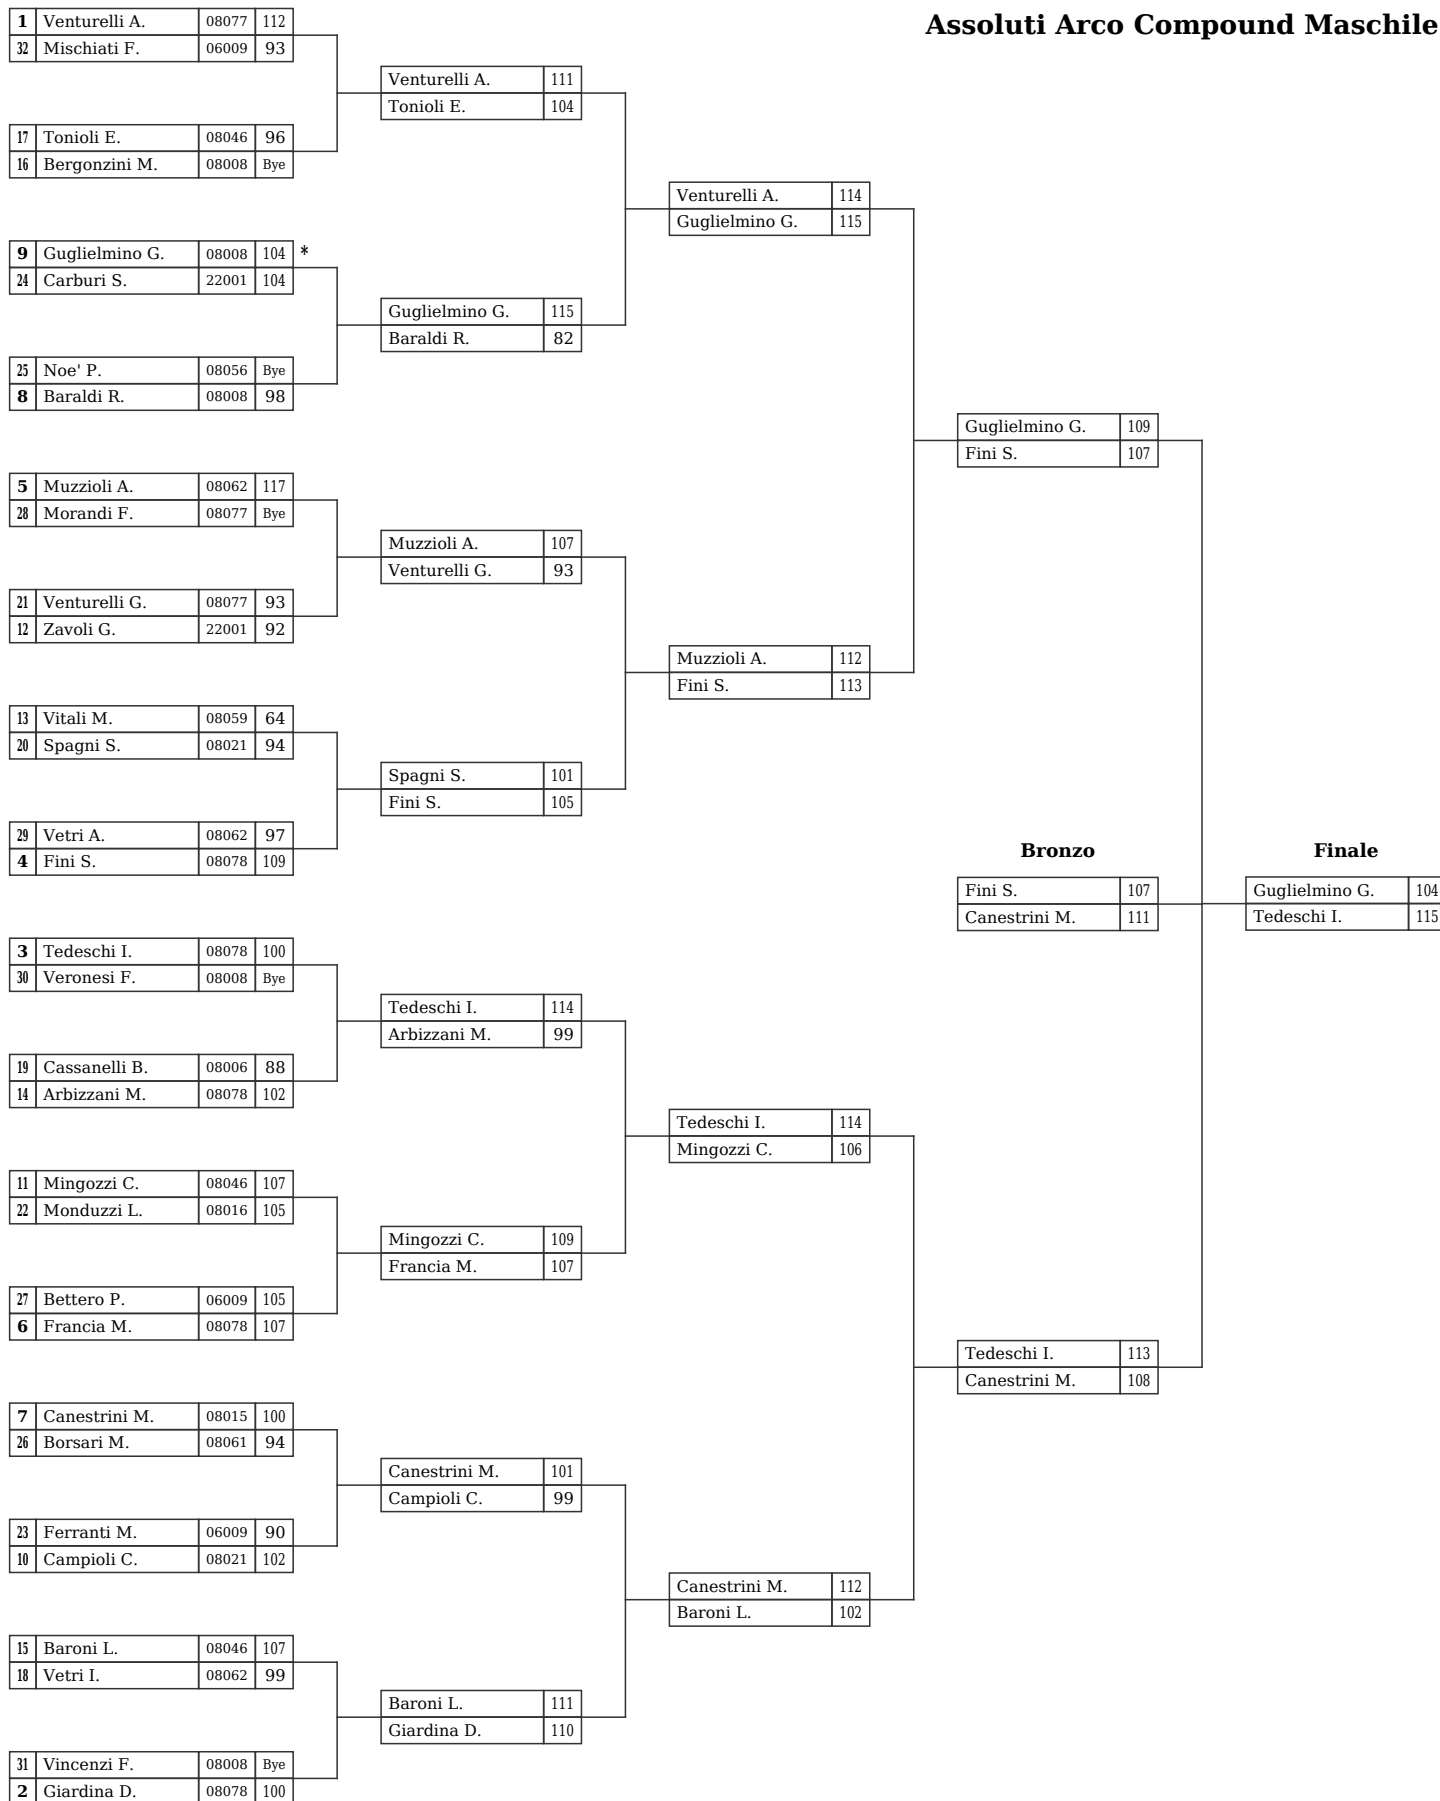 Assoluti Arco Compound Maschile
1 Venturelli A. 08077 112
32 Mischiati F. 06009 93
17 Tonioli E. 08046 96
16 Bergonzini M. 08008 Bye
9 Guglielmino G. 08008 104 *
24 Carburi S. 22001 104
25 Noe' P. 08056 Bye
8 Baraldi R. 08008 98
5 Muzzioli A. 08062 117
28 Morandi F. 08077 Bye
21 Venturelli G. 08077 93
12 Zavoli G. 22001 92
13 Vitali M. 08059 64
20 Spagni S. 08021 94
29 Vetri A. 08062 97
4 Fini S. 08078 109
3 Tedeschi I. 08078 100
30 Veronesi F. 08008 Bye
19 Cassanelli B. 08006 88
14 Arbizzani M. 08078 102
11 Mingozzi C. 08046 107
22 Monduzzi L. 08016 105
27 Bettero P. 06009 105
6 Francia M. 08078 107
7 Canestrini M. 08015 100
26 Borsari M. 08061 94
23 Ferranti M. 06009 90
10 Campioli C. 08021 102
15 Baroni L. 08046 107
18 Vetri I. 08062 99
31 Vincenzi F. 08008 Bye
2 Giardina D. 08078 100
Venturelli A. 111
Tonioli E. 104
Guglielmino G. 115
Baraldi R. 82
Muzzioli A. 107
Venturelli G. 93
Spagni S. 101
Fini S. 105
Tedeschi I. 114
Arbizzani M. 99
Mingozzi C. 109
Francia M. 107
Canestrini M. 101
Campioli C. 99
Baroni L. 111
Giardina D. 110
Venturelli A. 114
Guglielmino G. 115
Muzzioli A. 112
Fini S. 113
Tedeschi I. 114
Mingozzi C. 106
Canestrini M. 112
Baroni L. 102
Guglielmino G. 109
Fini S. 107
Tedeschi I. 113
Canestrini M. 108
Bronzo
Fini S. 107
Canestrini M. 111
Finale
Guglielmino G. 104
Tedeschi I. 115